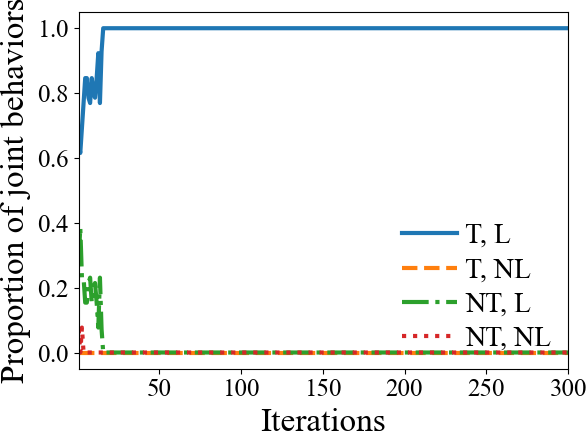 Proportion of joint behaviors
1.0
0.8
0.6
0.4
0.2
0.0
T, L
T, NL
NT, L
NT, NL
50 100 150 200 250 300
Iterations